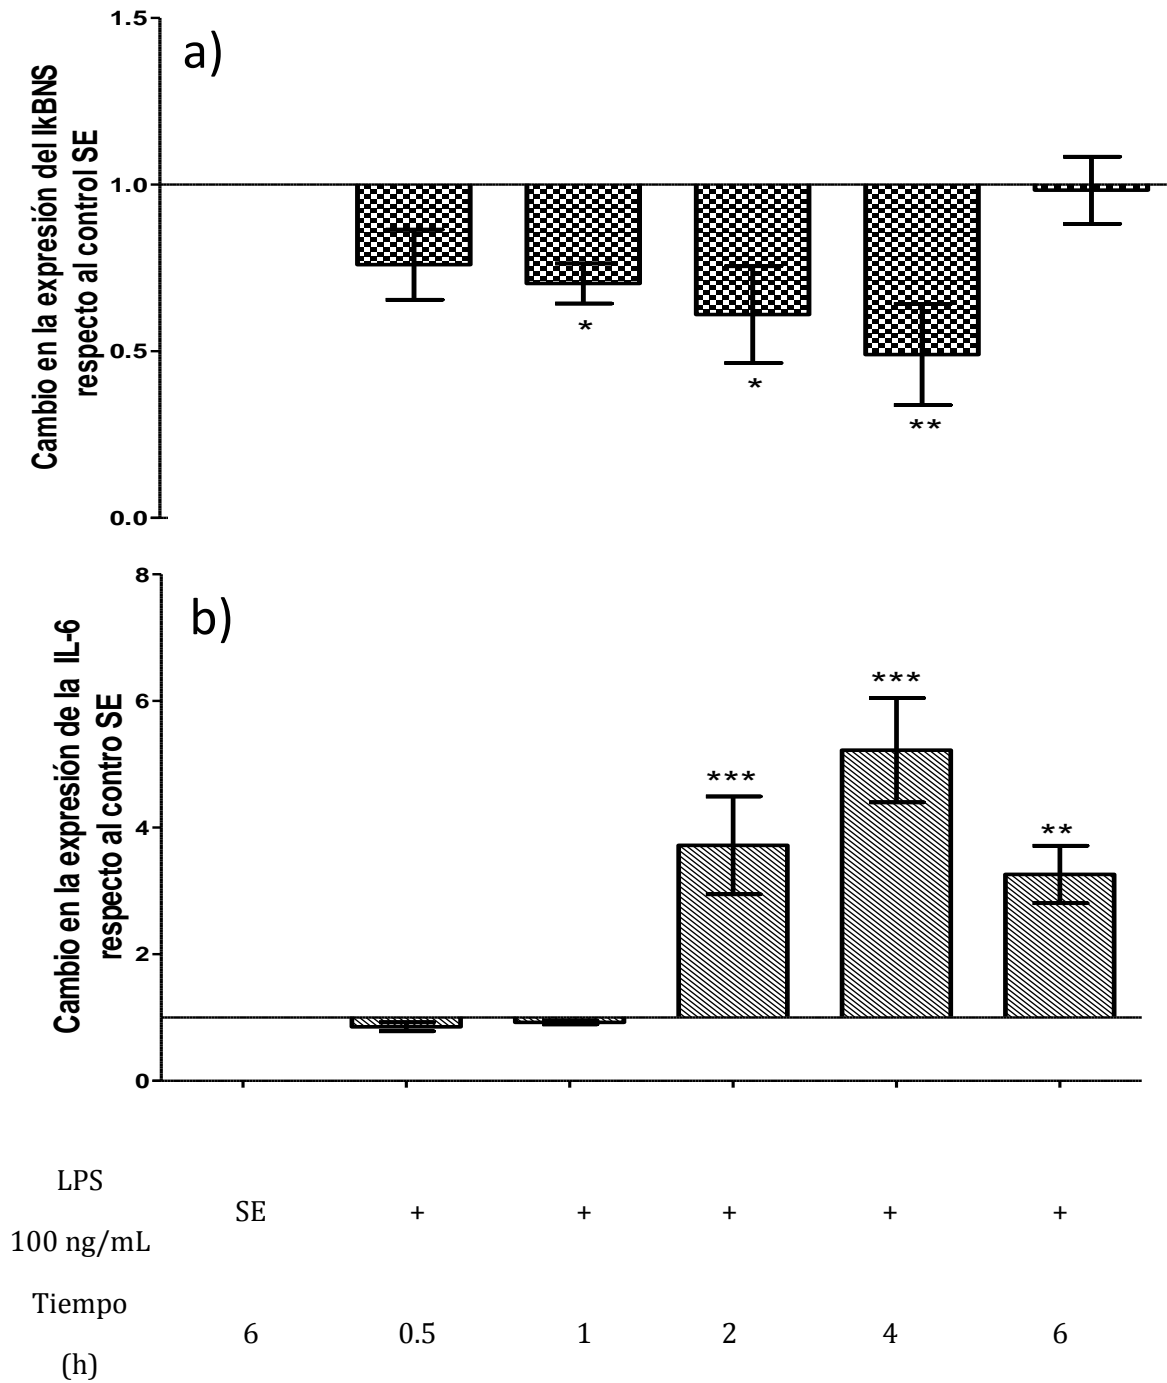 a)
Cambio en la expresión del IkBNS
respecto al control SE
1.5
1.0
0.5
0.0
*
*
**
b)
Cambio en la expresión de la IL-6
respecto al contro SE
8
6
4
2
0
***
***
**
LPS
100 ng/mL
SE + + + + +
Tiempo
(h)
6 0.5 1 2 4 6